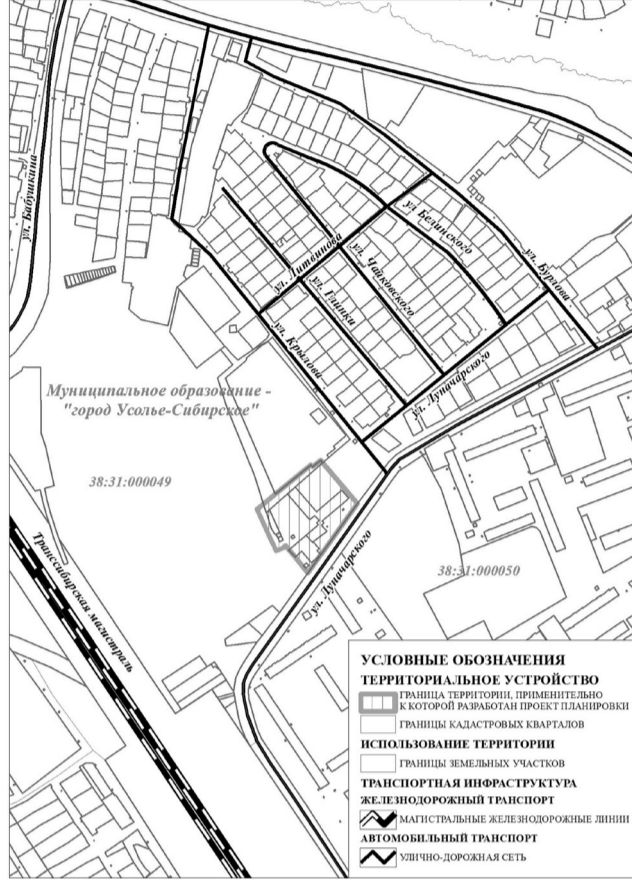 ул. Бабушкина
ул. Литвинова
ул. Глинки
ул. Чайковского
ул. Белинского
ул. Бурлова
ул. Крылова
ул. Луначарского
Муниципальное образование -
"город Усолье-Сибирское"
38:31:000049
Транссибирская магистраль
ул. Луначарского
38:31:000050
УСЛОВНЫЕ ОБОЗНАЧЕНИЯ
ТЕРРИТОРИАЛЬНОЕ УСТРОЙСТВО
ГРАНИЦА ТЕРРИТОРИИ, ПРИМЕНИТЕЛЬНО
К КОТОРОЙ РАЗРАБОТАН ПРОЕКТ ПЛАНИРОВКИ
ГРАНИЦЫ КАДАСТРОВЫХ КВАРТАЛОВ
ИСПОЛЬЗОВАНИЕ ТЕРРИТОРИИ
ГРАНИЦЫ ЗЕМЕЛЬНЫХ УЧАСТКОВ
ТРАНСПОРТНАЯ ИНФРАСТРУКТУРА
ЖЕЛЕЗНОДОРОЖНЫЙ ТРАНСПОРТ
МАГИСТРАЛЬНЫЕ ЖЕЛЕЗНОДОРОЖНЫЕ ЛИНИИ
АВТОМОБИЛЬНЫЙ ТРАНСПОРТ
УЛИЧНО-ДОРОЖНАЯ СЕТЬ